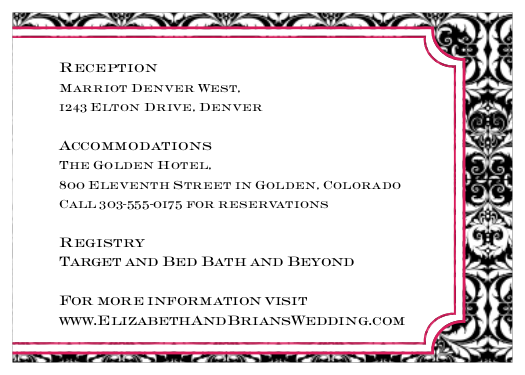 Reception
Marriot Denver West,
1243 Elton Drive, Denver
Accommodations
The Golden Hotel,
800 Eleventh Street in Golden, Colorado
Call 303-555-0175 for reservations
Registry
Target and Bed Bath and Beyond
For more information visit
www.ElizabethAndBriansWedding.com